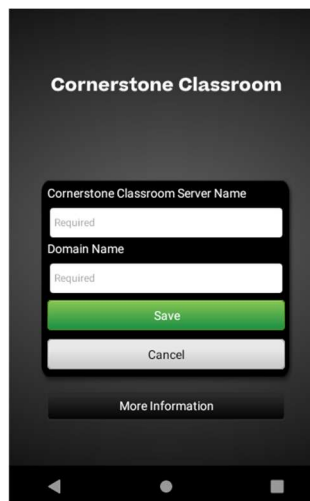 Cornerstone Classroom
Cornerstone Classroom Server Name
Required
Domain Name
Required
Save
Cancel
More Information